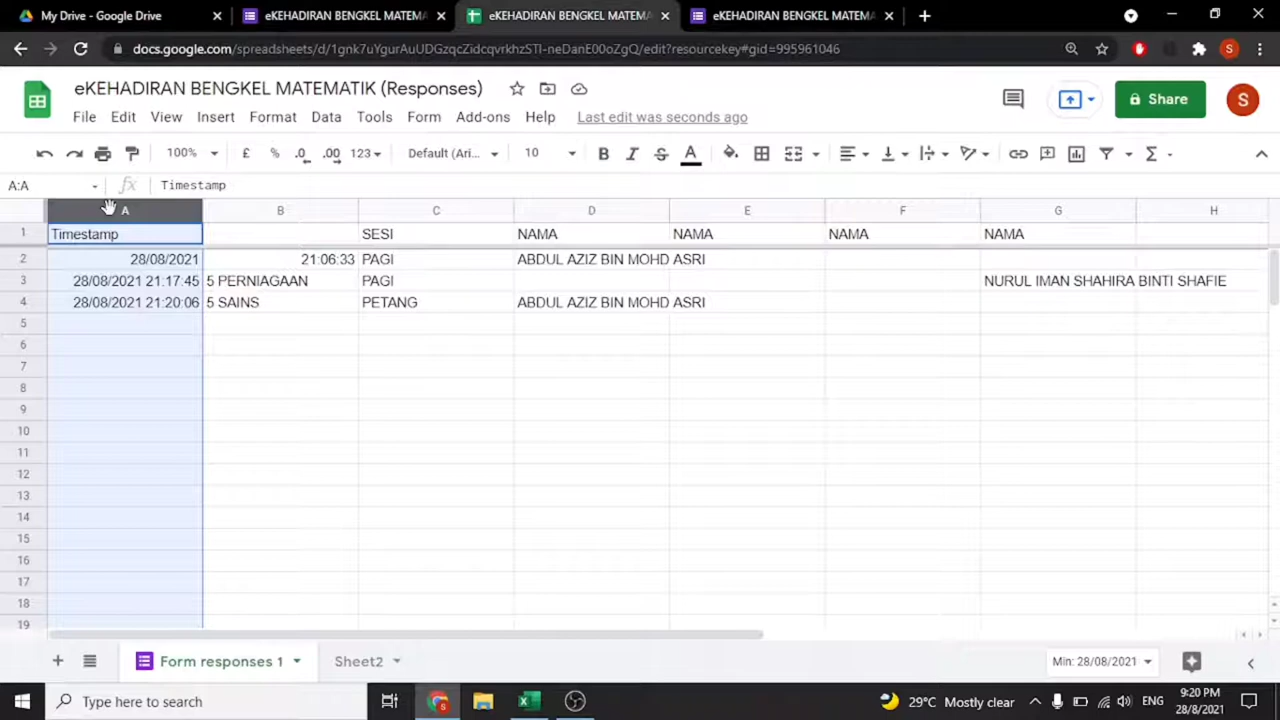 My Drive - Google Drive
eKEHADIRAN BENGKEL MATEMA
eKEHADIRAN BENGKEL MATEMA
eKEHADIRAN BENGKEL MATEMA
docs.google.com/spreadsheets/d/1gnk7uYgurAuUDGzqcZidcqvrkhzSTI-neDanE00oZgQ/edit?resourcekey#gid=995961046
S
eKEHADIRAN BENGKEL MATEMATIK (Responses)
Share
S
File Edit View Insert Format Data Tools Form Add-ons Help Last edit was seconds ago
100% £ % .0 .00 123 Default (Ari... 10 B I S A Σ
A:A fx Timestamp
A B C D E F G H
1 Timestamp SESI NAMA NAMA NAMA NAMA
2 28/08/2021 21:06:33 PAGI ABDUL AZIZ BIN MOHD ASRI
3 28/08/2021 21:17:45 5 PERNIAGAAN PAGI NURUL IMAN SHAHIRA BINTI SHAFIE
4 28/08/2021 21:20:06 5 SAINS PETANG ABDUL AZIZ BIN MOHD ASRI
5
6
7
8
9
10
11
12
13
14
15
16
17
18
19
Form responses 1 Sheet2 Min: 28/08/2021
Type here to search 29°C Mostly clear ENG 9:20 PM
28/8/2021